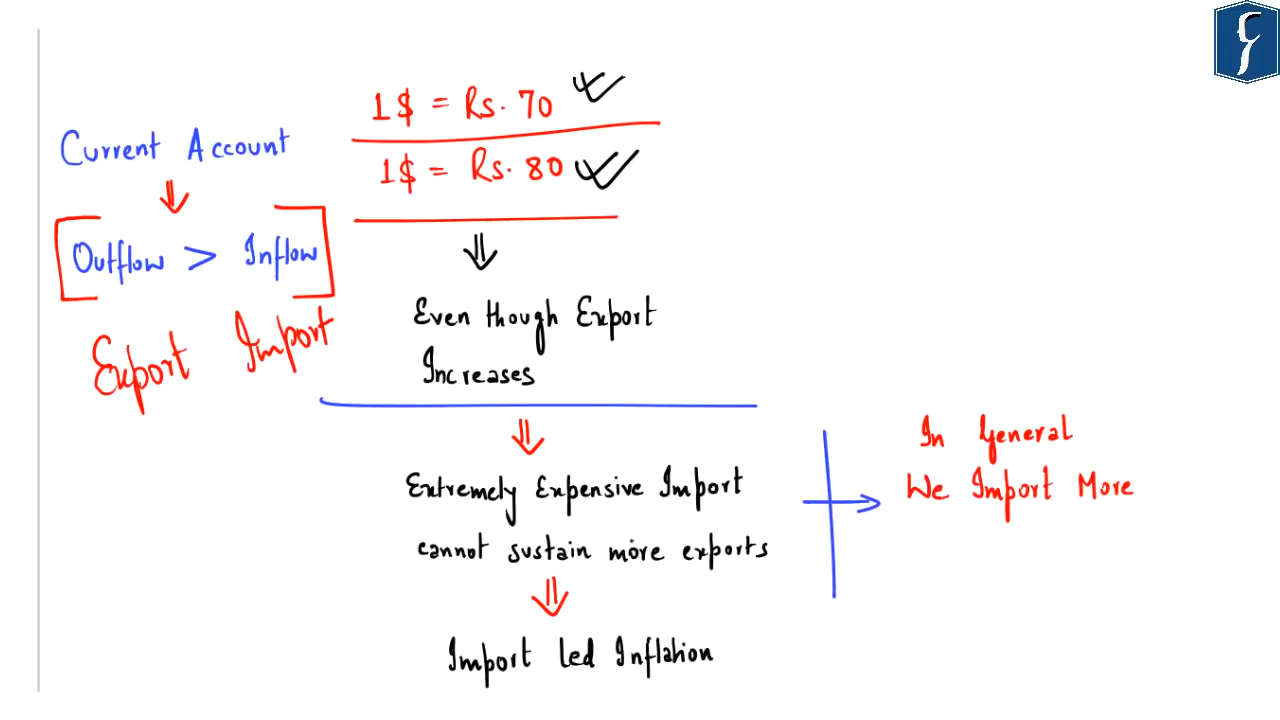 1$ = Rs. 70
Current Account
1$ = Rs. 80
Outflow > Inflow
Export Import
Even though Export
Increases
Extremely Expensive Import
cannot sustain more exports
Import led Inflation
In General
We Import More